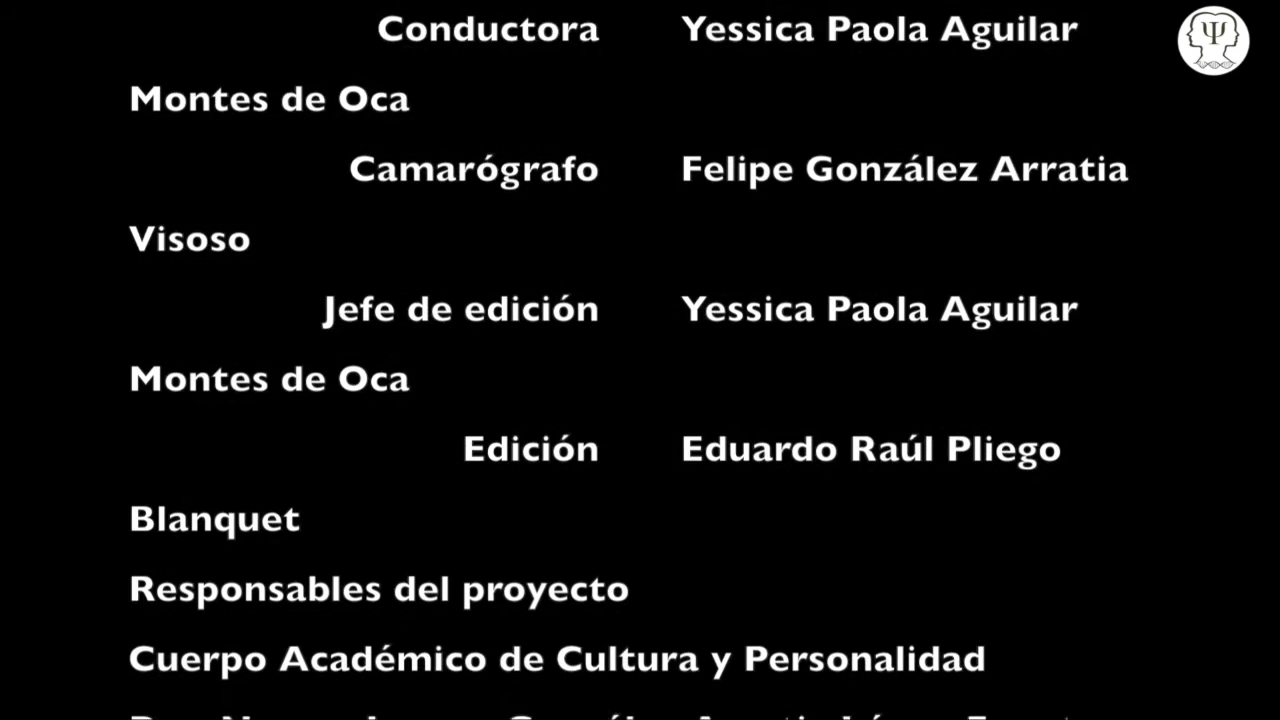 Conductora Yessica Paola Aguilar
Montes de Oca
Camarógrafo Felipe González Arratia
Visoso
Jefe de edición Yessica Paola Aguilar
Montes de Oca
Edición Eduardo Raúl Pliego
Blanquet
Responsables del proyecto
Cuerpo Académico de Cultura y Personalidad